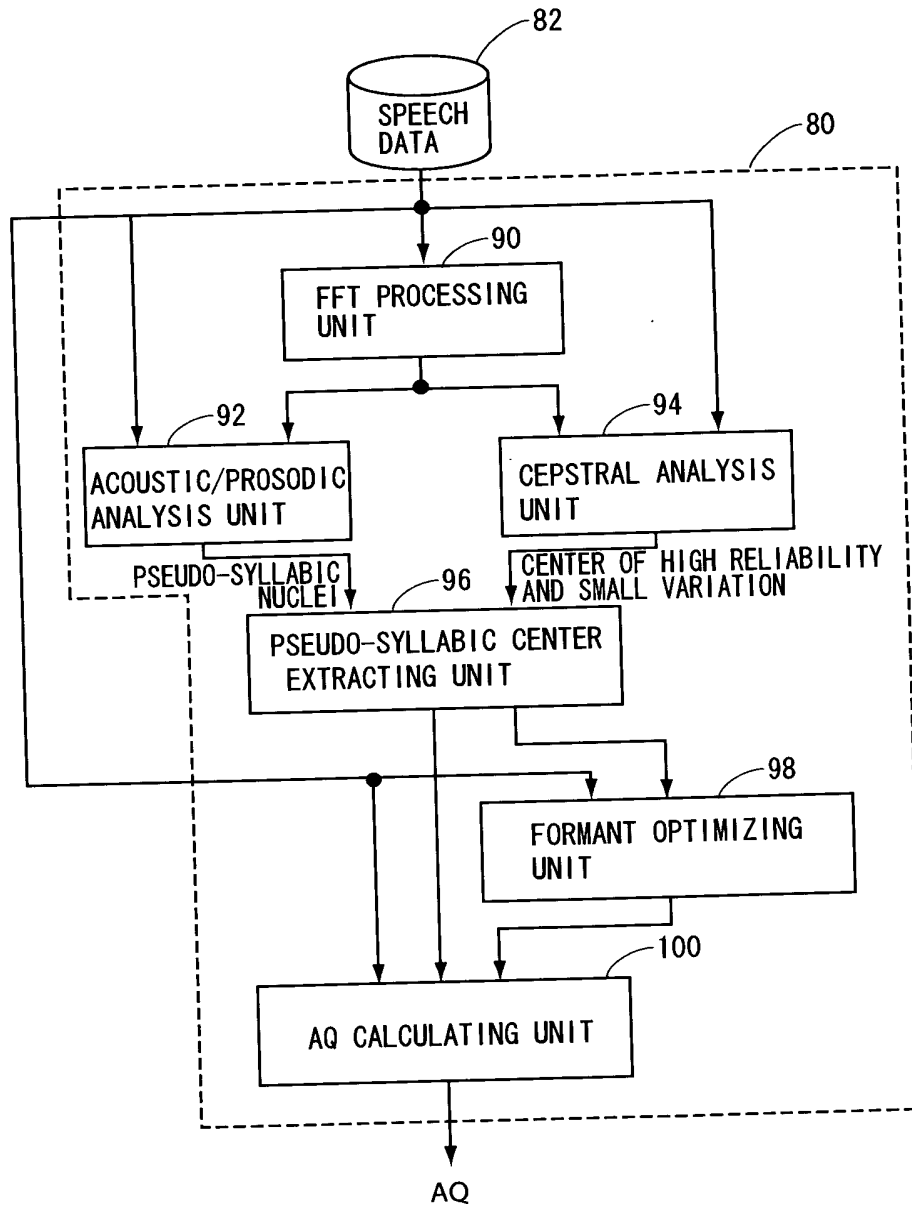 82
SPEECH
DATA
80
90
FFT PROCESSING
UNIT
92
94
ACOUSTIC/PROSODIC
ANALYSIS UNIT
CEPSTRAL ANALYSIS
UNIT
PSEUDO-SYLLABIC
NUCLEI
CENTER OF HIGH RELIABILITY
AND SMALL VARIATION
96
PSEUDO-SYLLABIC CENTER
EXTRACTING UNIT
98
FORMANT OPTIMIZING
UNIT
100
AQ CALCULATING UNIT
AQ